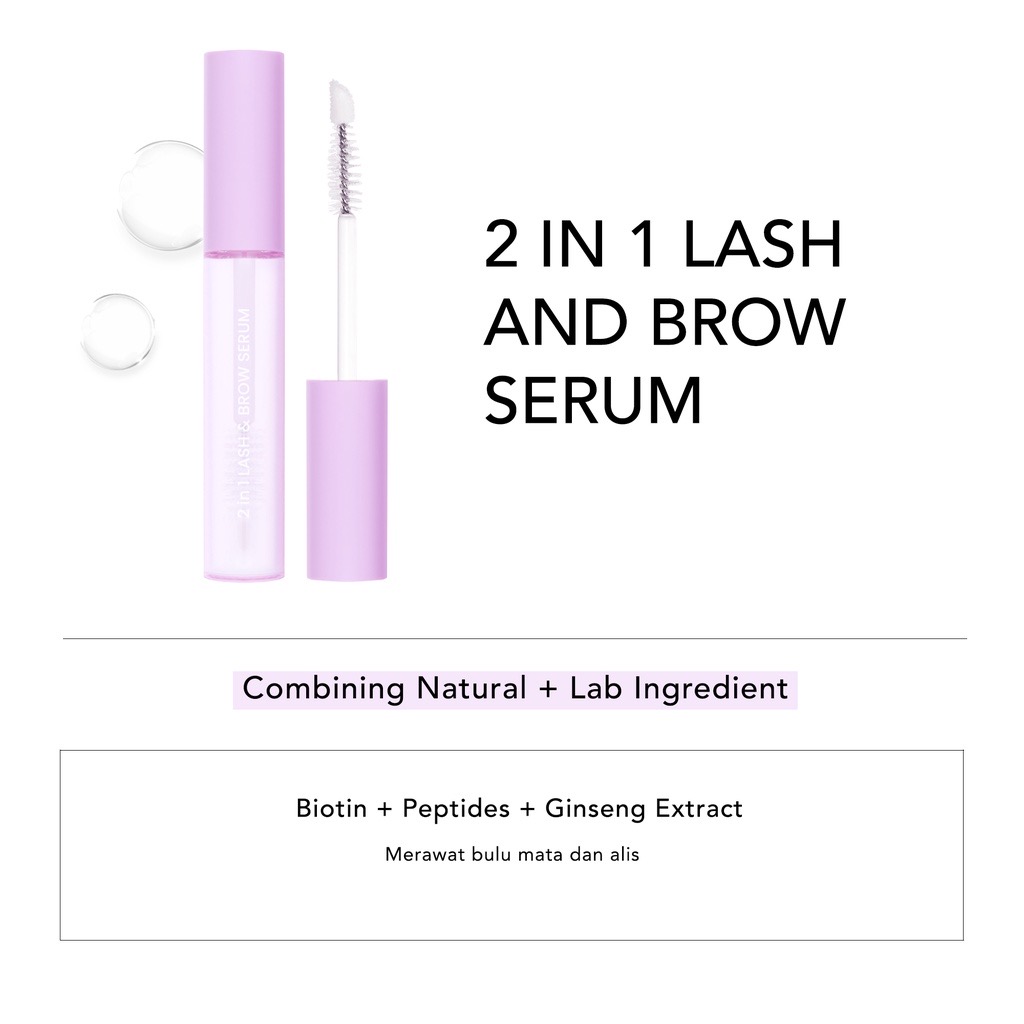 2 in 1 LASH & BROW SERUM
2 IN 1 LASH
AND BROW
SERUM
Combining Natural + Lab Ingredient
Biotin + Peptides + Ginseng Extract
Merawat bulu mata dan alis